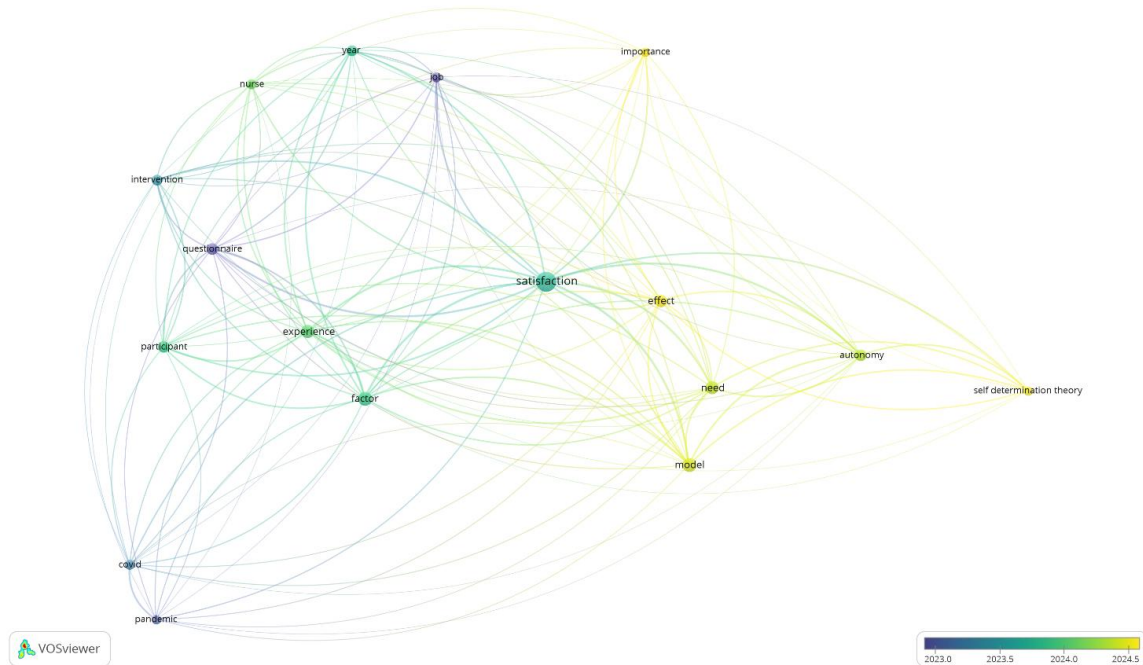 year
importance
job
nurse
intervention
questionnaire
satisfaction
effect
experience
participant
autonomy
need
self determination theory
factor
model
covid
pandemic
VOSviewer
2023.0 2023.5 2024.0 2024.5